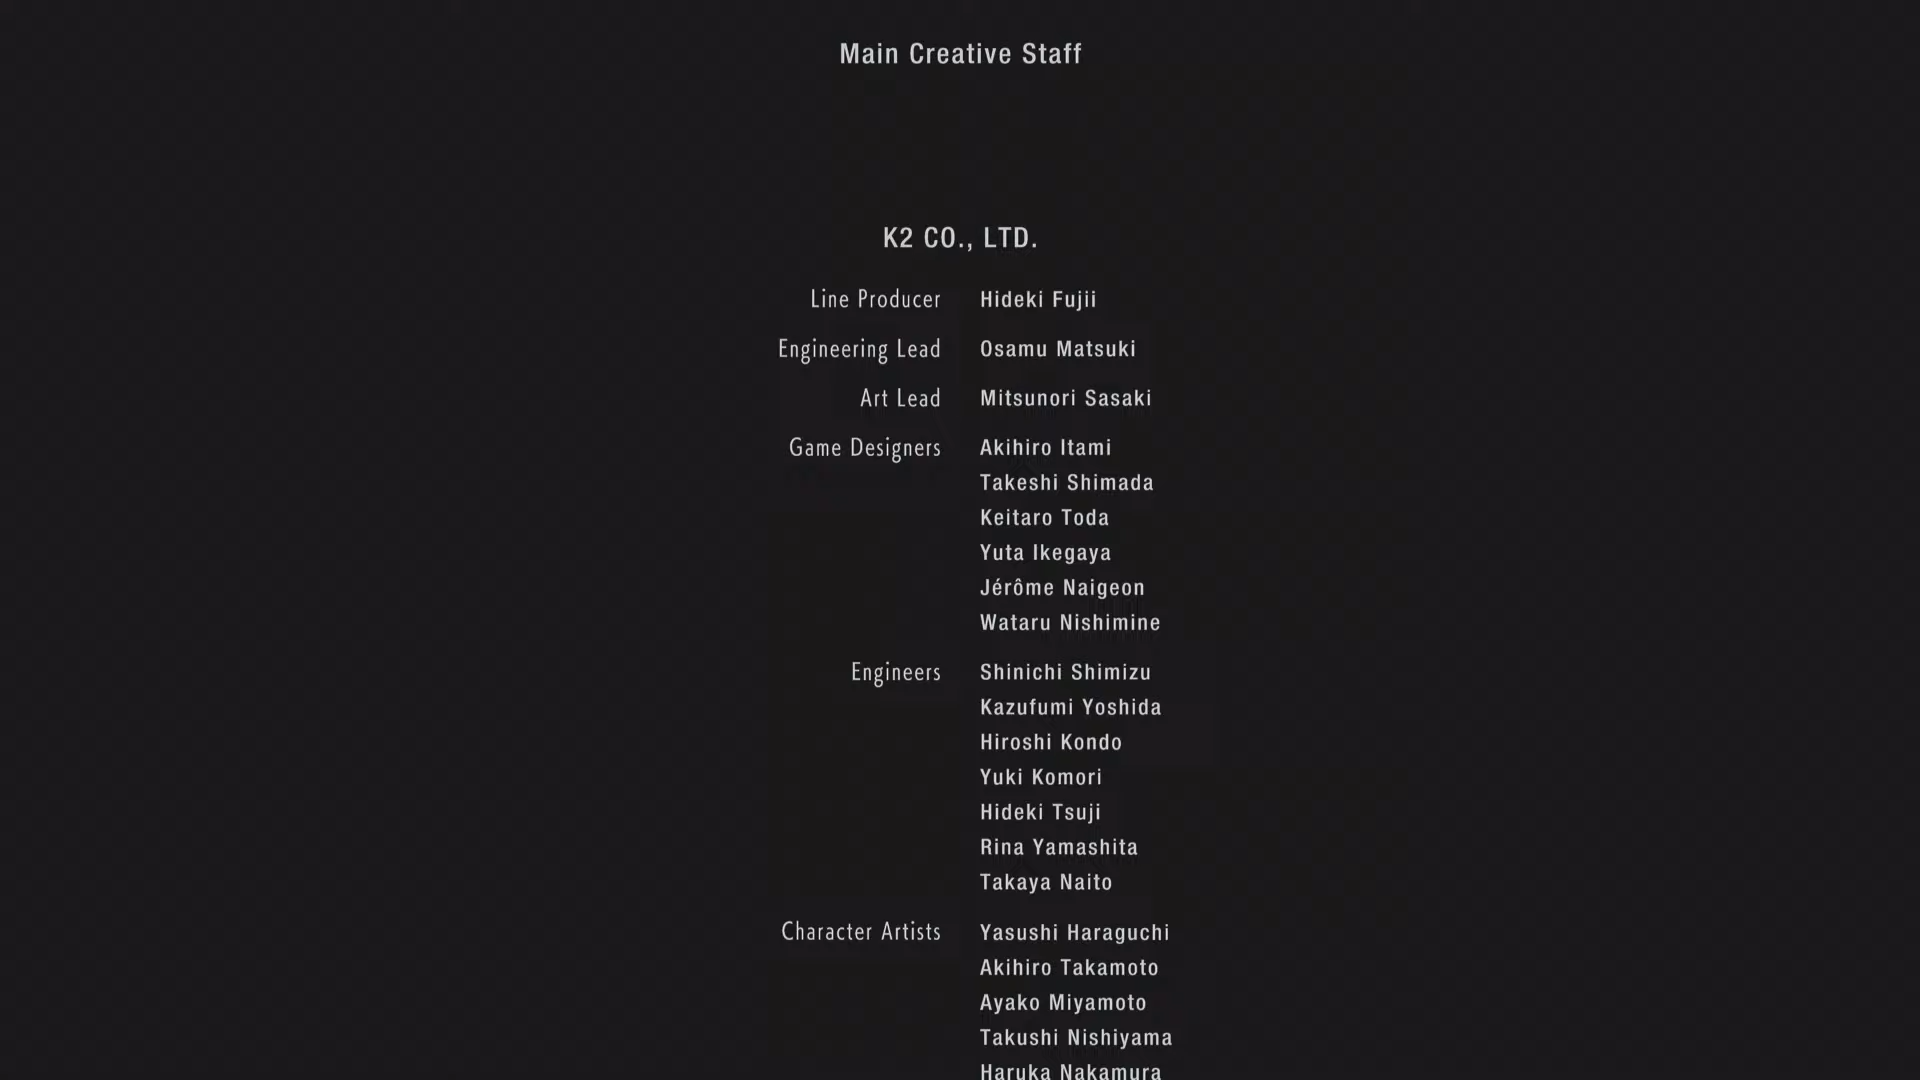 Main Creative Staff
K2 CO., LTD.
Line Producer Hideki Fujii
Engineering Lead Osamu Matsuki
Art Lead Mitsunori Sasaki
Game Designers Akihiro Itami
Takeshi Shimada
Keitaro Toda
Yuta Ikegaya
Jérôme Naigeon
Wataru Nishimine
Engineers Shinichi Shimizu
Kazufumi Yoshida
Hiroshi Kondo
Yuki Komori
Hideki Tsuji
Rina Yamashita
Takaya Naito
Character Artists Yasushi Haraguchi
Akihiro Takamoto
Ayako Miyamoto
Takushi Nishiyama
Haruka Nakamura